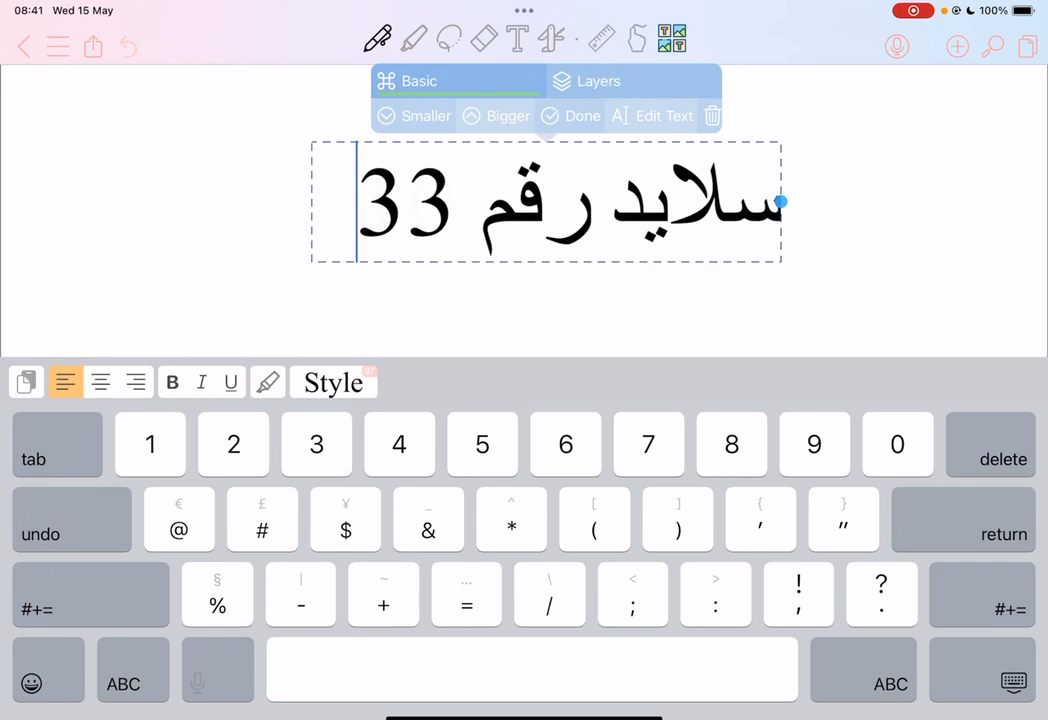 08:41 Wed 15 May
100%
Basic
Layers
Smaller
Bigger
Done
A Edit Text
سلايد رقم 33
B I U Style 97
tab 1 2 3 4 5 6 7 8 9 0 delete
€ £ ¥ _ ^ [ ] { }
undo @ # $ & * ( ) ' " return
§ | ~ … \ < > ! ?
#+= % - + = / ; : , . #+=
ABC ABC